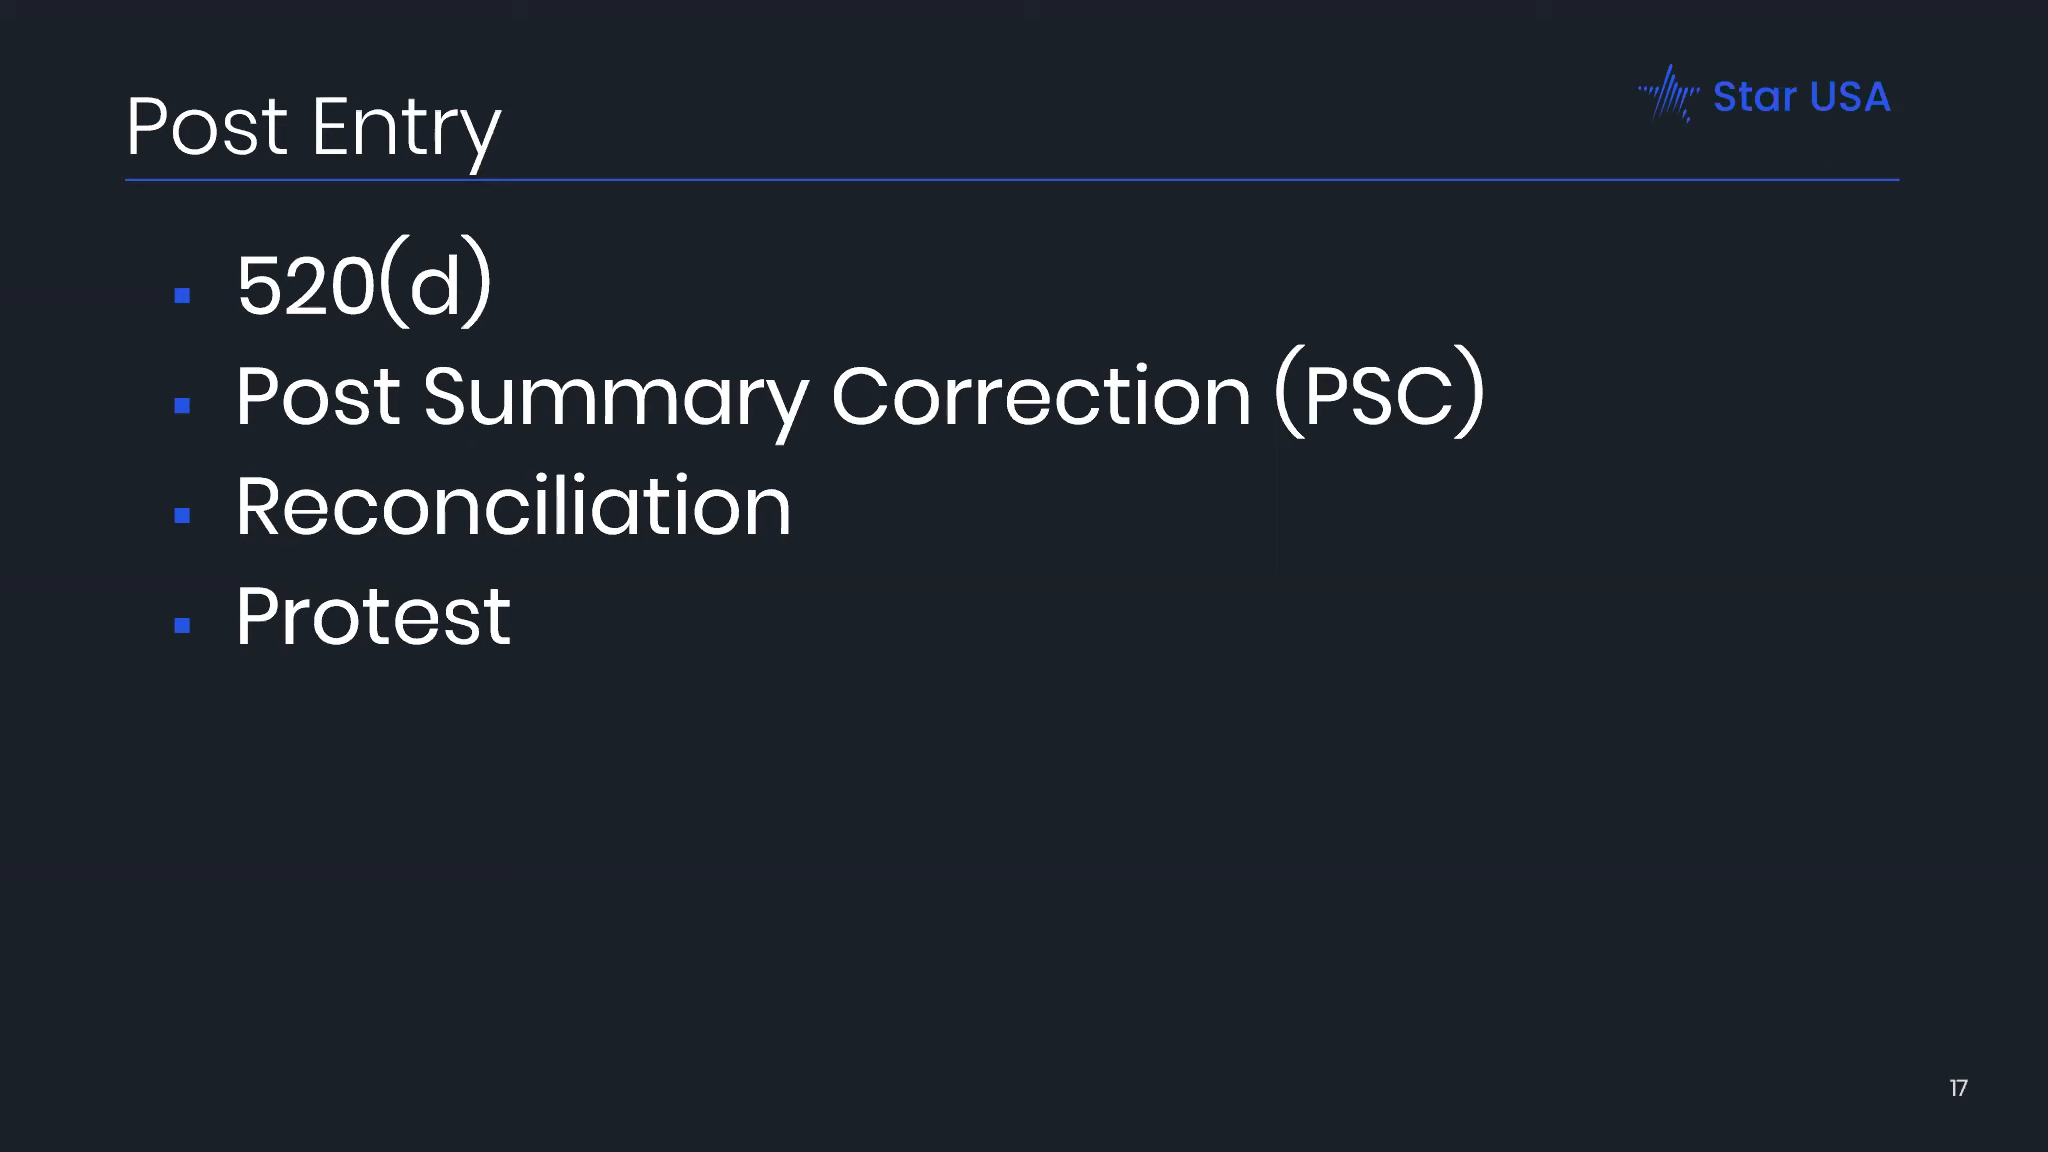 Post Entry
Star USA
520(d)
Post Summary Correction (PSC)
Reconciliation
Protest
17